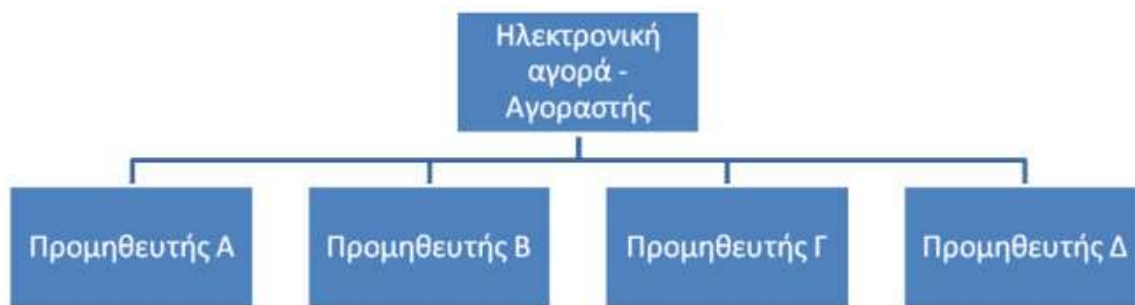 Ηλεκτρονική
αγορά -
Αγοραστής
Προμηθευτής Α
Προμηθευτής Β
Προμηθευτής Γ
Προμηθευτής Δ